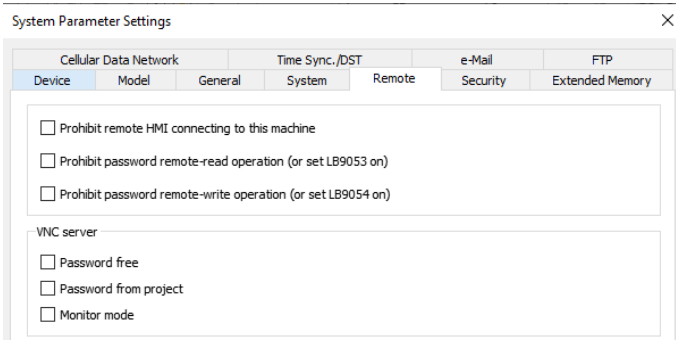 System Parameter Settings
Cellular Data Network Time Sync./DST e-Mail FTP
Device Model General System Remote Security Extended Memory
Prohibit remote HMI connecting to this machine
Prohibit password remote-read operation (or set LB9053 on)
Prohibit password remote-write operation (or set LB9054 on)
VNC server
Password free
Password from project
Monitor mode